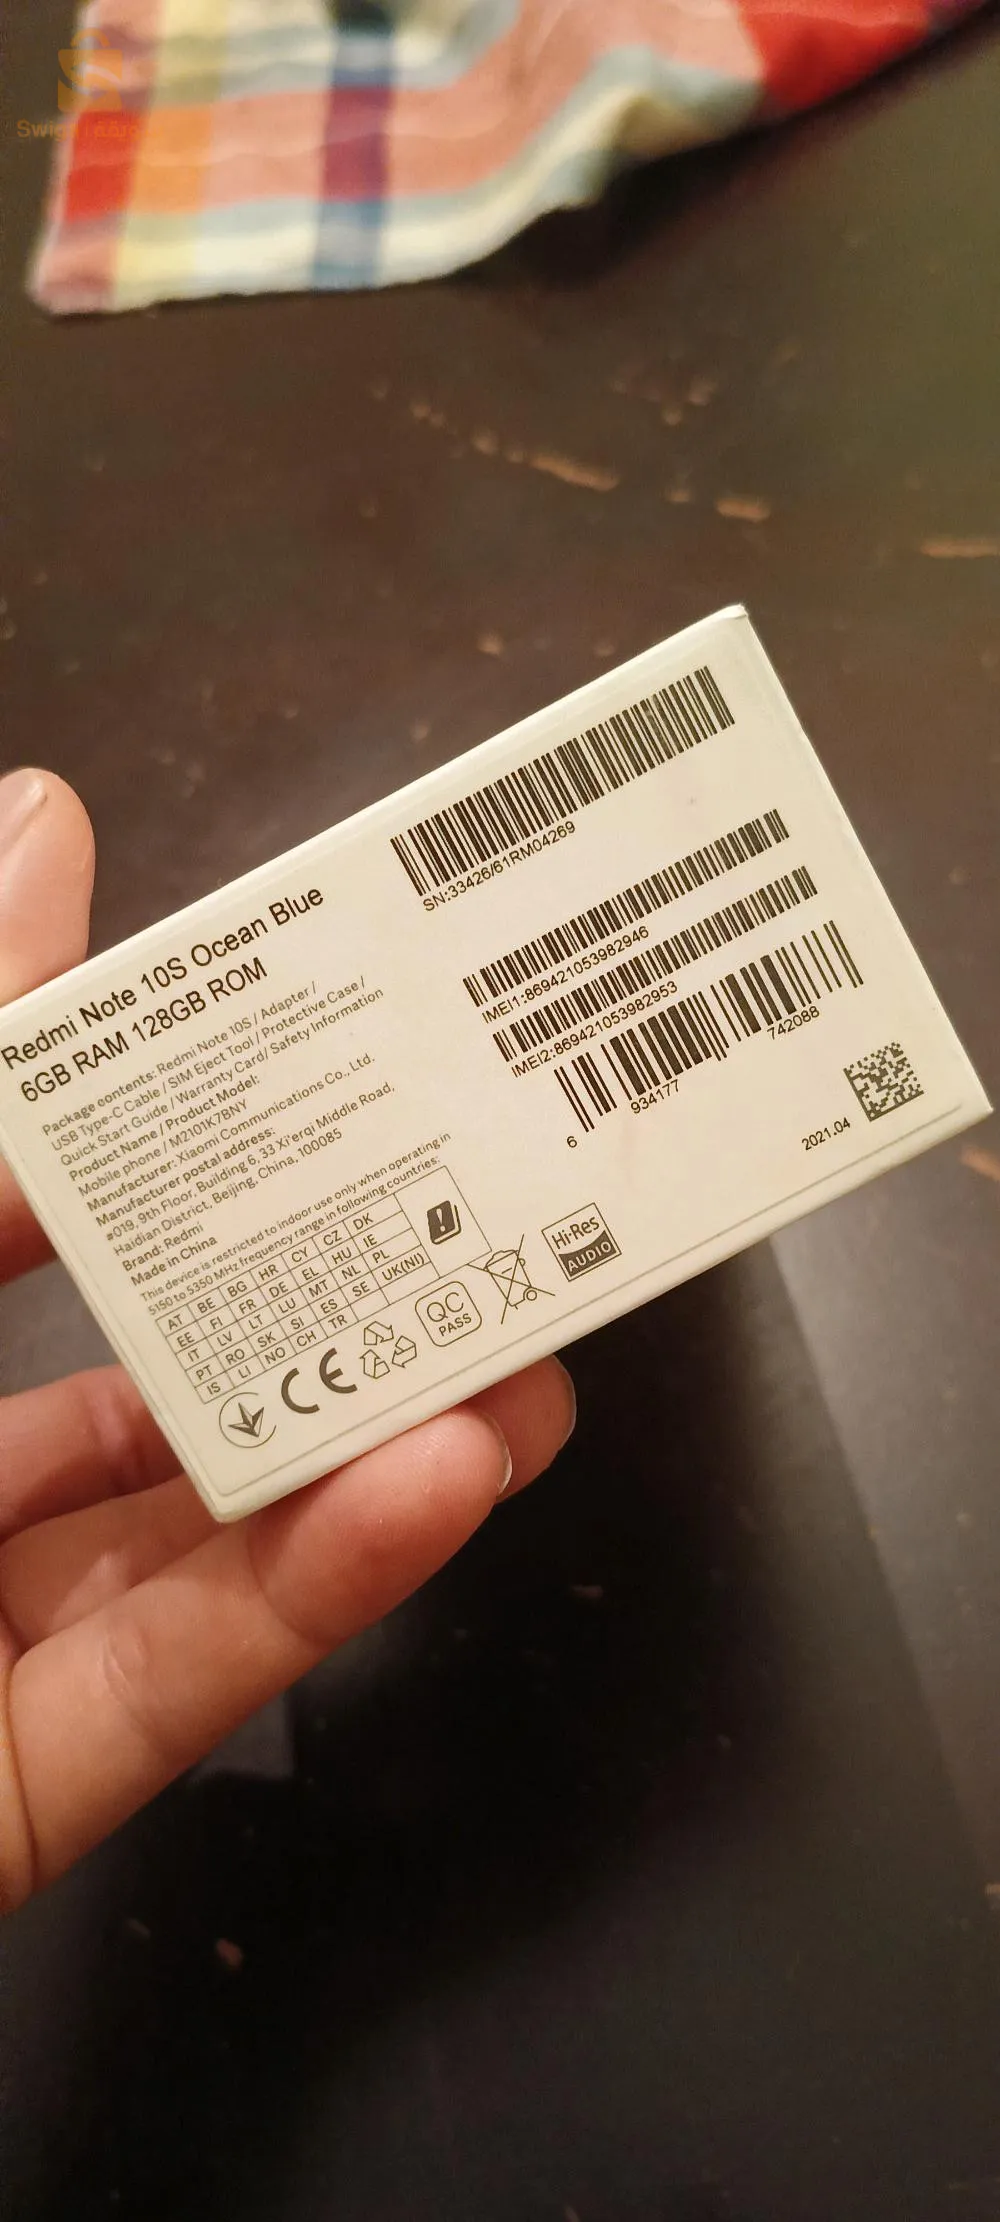 Redmi Note 10S Ocean Blue
6GB RAM 128GB ROM
Package contents: Redmi Note 10S / Adapter /
USB Type-C Cable / SIM Eject Tool / Protective Case /
Quick Start Guide / Warranty Card/ Safety Information
Product Name / Product Model:
Mobile phone / M2101K7BNY
Manufacturer: Xiaomi Communications Co., Ltd.
Manufacturer postal address:
#019, 9th Floor, Building 6, 33 Xi'erqi Middle Road,
Haidian District, Beijing, China, 100085
Brand: Redmi
Made in China
This device is restricted to indoor use only when operating in
5150 to 5350 MHz frequency range in following countries:
AT BE BG HR CY CZ DK
EE FI FR DE EL HU IE
IT LV LT LU MT NL PL
PT RO SK SI ES SE UK(NI)
IS LI NO CH TR
CE
QC
PASS
Hi-Res
AUDIO
SN:33426/61RM04269
IMEI1:869421053982946
IMEI2:869421053982953
6 934177 742088
2021.04